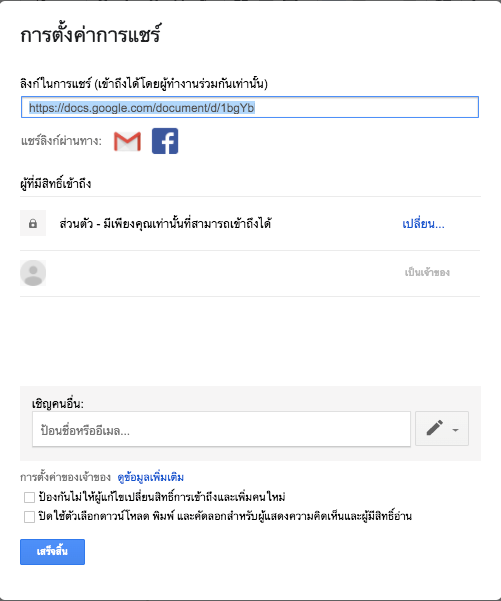 การตั้งค่าการแชร์
ลิงก์ในการแชร์ (เข้าถึงได้โดยผู้ทำงานร่วมกันเท่านั้น)
https://docs.google.com/document/d/1bgYb
แชร์ลิงก์ผ่านทาง:
ผู้ที่มีสิทธิ์เข้าถึง
ส่วนตัว - มีเพียงคุณเท่านั้นที่สามารถเข้าถึงได้ เปลี่ยน...
เป็นเจ้าของ
เชิญคนอื่น:
ป้อนชื่อหรืออีเมล...
การตั้งค่าของเจ้าของ ดูข้อมูลเพิ่มเติม
ป้องกันไม่ให้ผู้แก้ไขเปลี่ยนสิทธิ์การเข้าถึงและเพิ่มคนใหม่
ปิดใช้ตัวเลือกดาวน์โหลด พิมพ์ และคัดลอกสำหรับผู้แสดงความคิดเห็นและผู้มีสิทธิ์อ่าน
เสร็จสิ้น